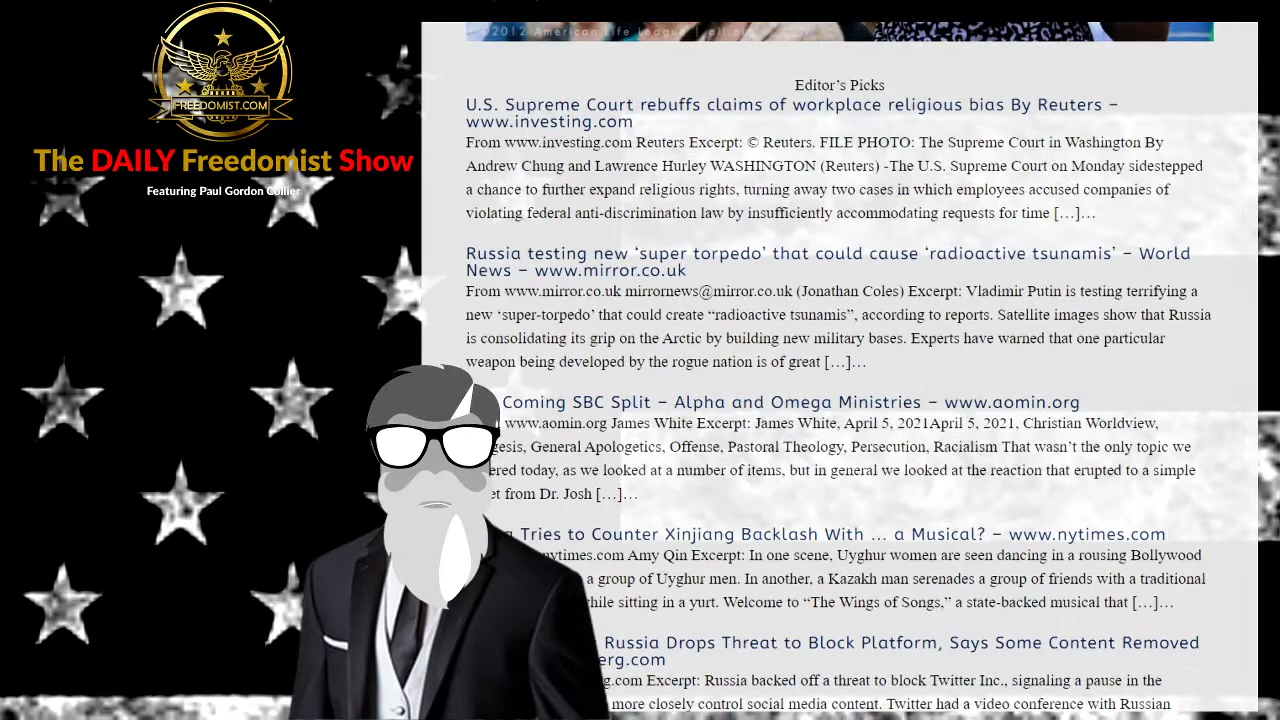 FREEDOMIST.COM
The DAILY Freedomist Show
Featuring Paul Gordon Collier
©2012 American Life League | all.org
Editor's Picks
U.S. Supreme Court rebuffs claims of workplace religious bias By Reuters –
www.investing.com
From www.investing.com Reuters Excerpt: © Reuters. FILE PHOTO: The Supreme Court in Washington By
Andrew Chung and Lawrence Hurley WASHINGTON (Reuters) -The U.S. Supreme Court on Monday sidestepped
a chance to further expand religious rights, turning away two cases in which employees accused companies of
violating federal anti-discrimination law by insufficiently accommodating requests for time […]…
Russia testing new ‘super torpedo’ that could cause ‘radioactive tsunamis’ – World
News – www.mirror.co.uk
From www.mirror.co.uk mirrornews@mirror.co.uk (Jonathan Coles) Excerpt: Vladimir Putin is testing terrifying a
new ‘super-torpedo’ that could create “radioactive tsunamis”, according to reports. Satellite images show that Russia
is consolidating its grip on the Arctic by building new military bases. Experts have warned that one particular
weapon being developed by the rogue nation is of great […]…
Coming SBC Split – Alpha and Omega Ministries – www.aomin.org
www.aomin.org James White Excerpt: James White, April 5, 2021April 5, 2021, Christian Worldview,
General Apologetics, Offense, Pastoral Theology, Persecution, Racialism That wasn’t the only topic we
today, as we looked at a number of items, but in general we looked at the reaction that erupted to a simple
from Dr. Josh […]…
Tries to Counter Xinjiang Backlash With … a Musical? – www.nytimes.com
Amy Qin Excerpt: In one scene, Uyghur women are seen dancing in a rousing Bollywood
a group of Uyghur men. In another, a Kazakh man serenades a group of friends with a traditional
while sitting in a yurt. Welcome to “The Wings of Songs,” a state-backed musical that […]…
Russia Drops Threat to Block Platform, Says Some Content Removed
Excerpt: Russia backed off a threat to block Twitter Inc., signaling a pause in the
more closely control social media content. Twitter had a video conference with Russian